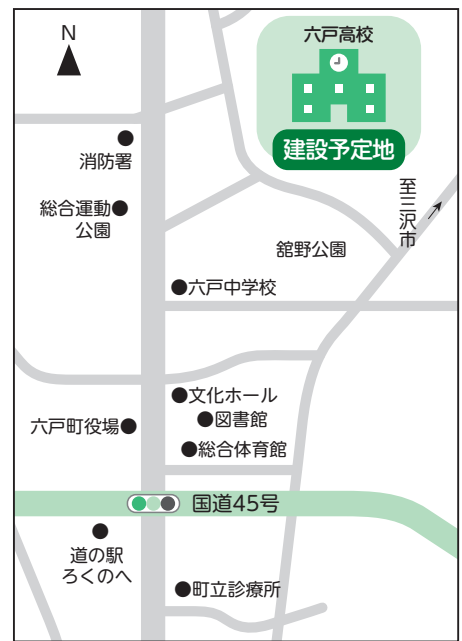 N
六戸高校
建設予定地
消防署
至三沢市
総合運動
公園
舘野公園
六戸中学校
文化ホール
図書館
六戸町役場
総合体育館
国道45号
道の駅
ろくのへ
町立診療所